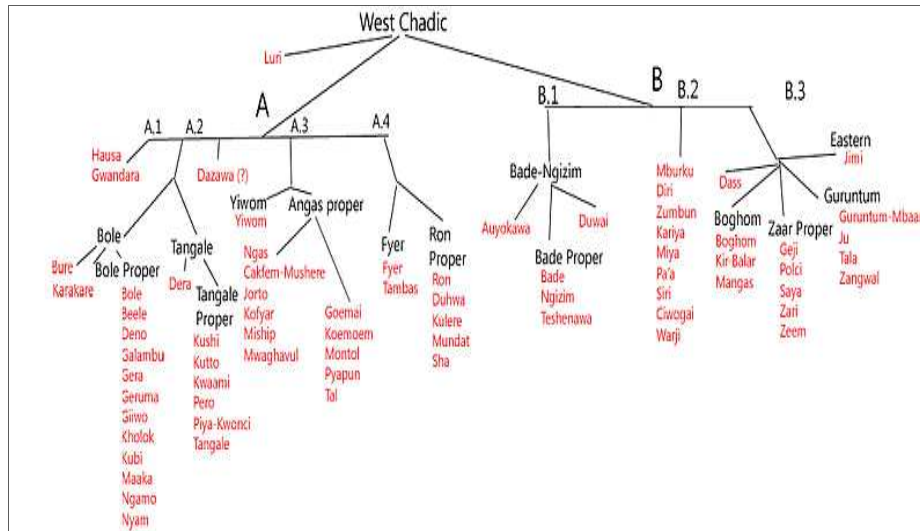 West Chadic
Luri
A
B
B.1
B.2
B.3
A.1
A.2
A.3
A.4
Hausa
Gwandara
Dazawa (?)
Bole
Bure
Karakare
Bole Proper
Bole
Beele
Deno
Galambu
Gera
Geruma
Giiwo
Kholok
Kubi
Maaka
Ngamo
Nyam
Tangale
Dera
Tangale
Proper
Kushi
Kutto
Kwaami
Pero
Piya-Kwonci
Tangale
Yiwom
Yiwom
Angas proper
Ngas
Cakfem-Mushere
Jorto
Kofyar
Miship
Mwaghavul
Goemai
Koemoem
Montol
Pyapun
Tal
Fyer
Fyer
Tambas
Ron
Proper
Ron
Duhwa
Kulere
Mundat
Sha
Bade-Ngizim
Auyokawa
Duwai
Bade Proper
Bade
Ngizim
Teshenawa
Mburku
Diri
Zumbun
Kariya
Miya
Pa'a
Siri
Ciwogai
Warji
Dass
Boghom
Boghom
Kir-Balar
Mangas
Zaar Proper
Geji
Polci
Saya
Zari
Zeem
Eastern
Jimi
Guruntum
Guruntum-Mbaa
Ju
Tala
Zangwal